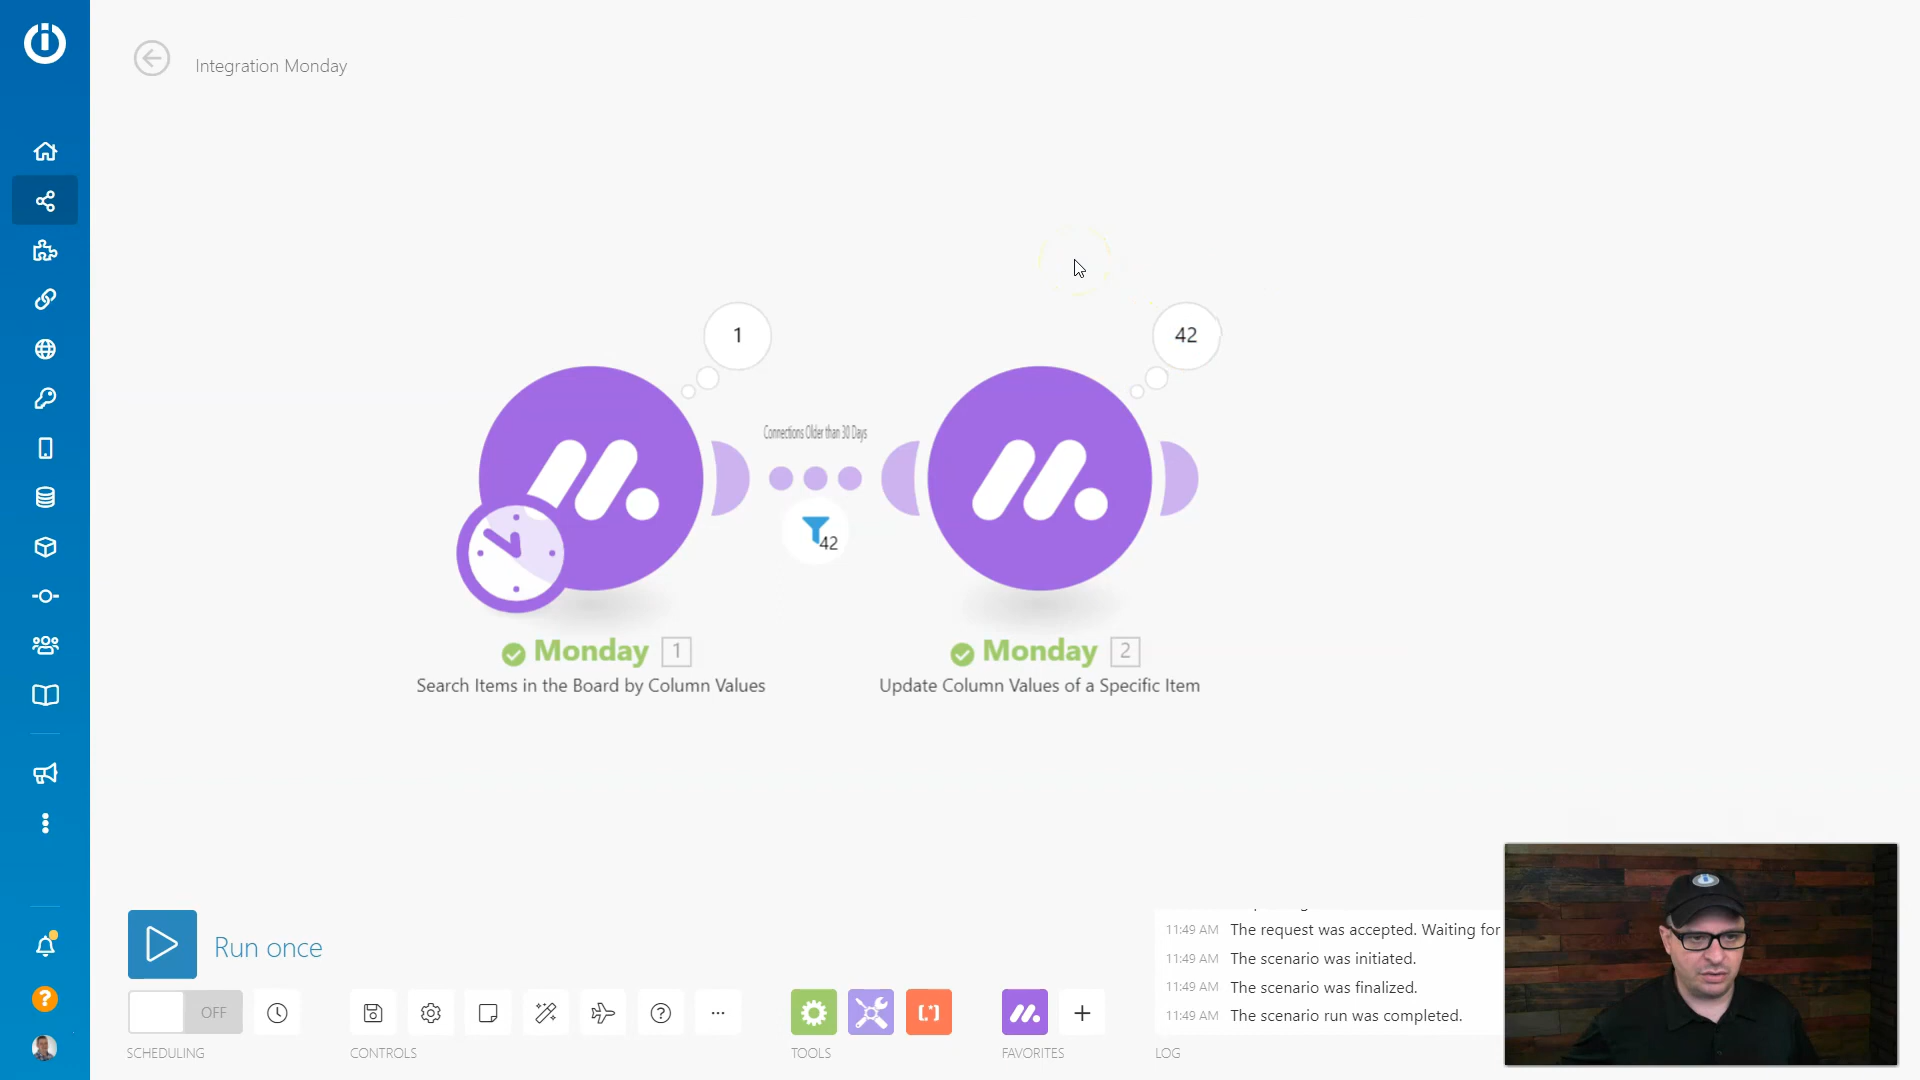 Integration Monday
1
42
Connections Older than 30 Days
42
Monday 1
Search Items in the Board by Column Values
Monday 2
Update Column Values of a Specific Item
Run once
OFF
SCHEDULING
CONTROLS
TOOLS
[.*]
FAVORITES
11:49 AM The request was accepted. Waiting for
11:49 AM The scenario was initiated.
11:49 AM The scenario was finalized.
11:49 AM The scenario run was completed.
LOG